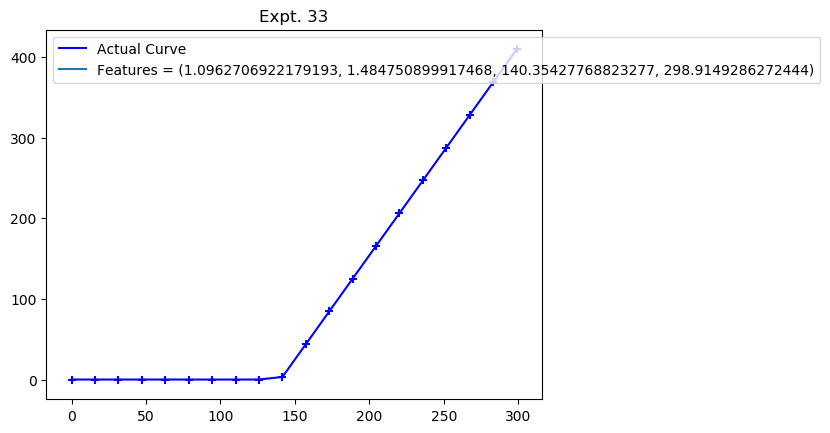 Expt. 33
Actual Curve
Features = (1.0962706922179193, 1.484750899917468, 140.35427768823277, 298.9149286272444)
400
300
200
100
0
0 50 100 150 200 250 300